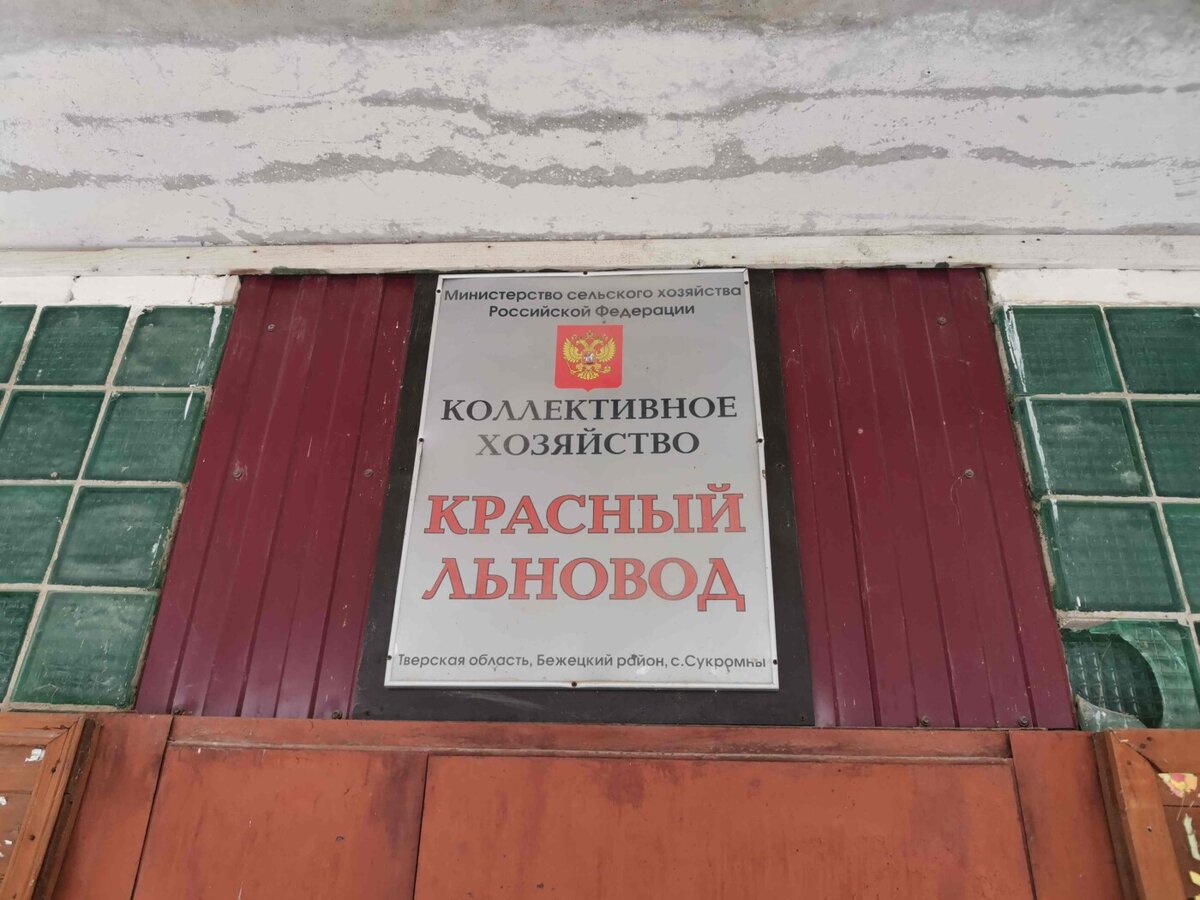 Министерство сельского хозяйства
Российской Федерации
КОЛЛЕКТИВНОЕ
ХОЗЯЙСТВО
КРАСНЫЙ
ЛЬНОВОД
Тверская область, Бежецкий район, с.Сукромны